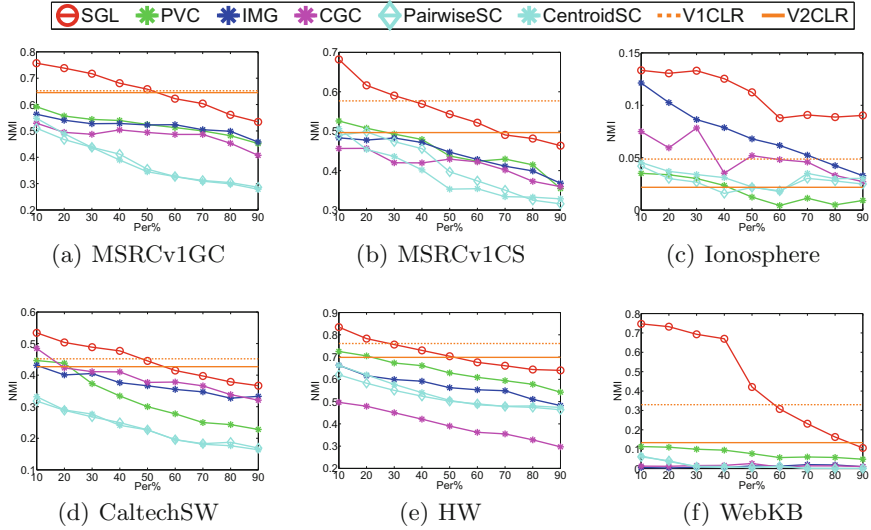 SGL PVC IMG CGC PairwiseSC CentroidSC V1CLR V2CLR
NMI
0.8
0.7
0.6
0.5
0.4
0.3
0.2
10 20 30 40 50 60 70 80 90
Per%
(a) MSRCv1GC
NMI
0.7
0.6
0.5
0.4
0.3
10 20 30 40 50 60 70 80 90
Per%
(b) MSRCv1CS
NMI
0.15
0.1
0.05
0
10 20 30 40 50 60 70 80 90
Per%
(c) Ionosphere
NMI
0.6
0.5
0.4
0.3
0.2
0.1
10 20 30 40 50 60 70 80 90
Per%
(d) CaltechSW
NMI
0.9
0.8
0.7
0.6
0.5
0.4
0.3
0.2
10 20 30 40 50 60 70 80 90
Per%
(e) HW
NMI
0.8
0.7
0.6
0.5
0.4
0.3
0.2
0.1
0
10 20 30 40 50 60 70 80 90
Per%
(f) WebKB